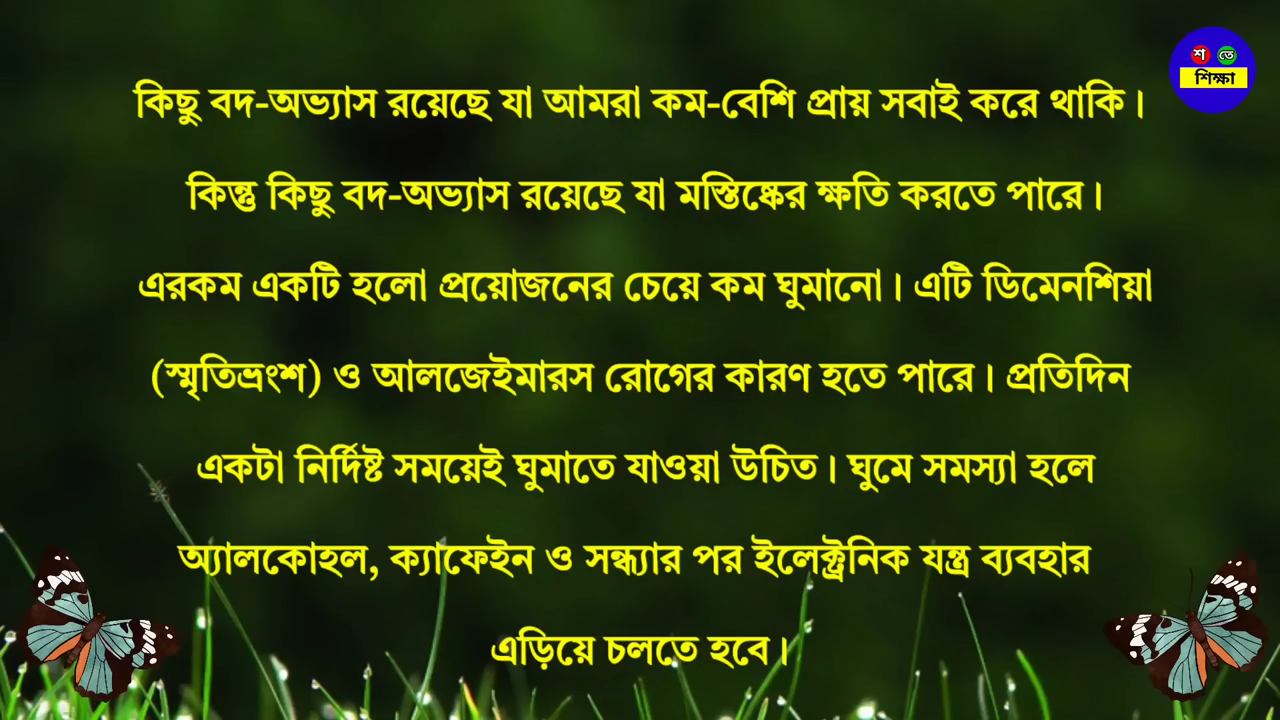 শ তে
শিক্ষা
কিছু বদ-অভ্যাস রয়েছে যা আমরা কম-বেশি প্রায় সবাই করে থাকি।
কিন্তু কিছু বদ-অভ্যাস রয়েছে যা মস্তিষ্কের ক্ষতি করতে পারে।
এরকম একটি হলো প্রয়োজনের চেয়ে কম ঘুমানো। এটি ডিমেনশিয়া
(স্মৃতিভ্রংশ) ও আলজেইমারস রোগের কারণ হতে পারে। প্রতিদিন
একটা নির্দিষ্ট সময়েই ঘুমাতে যাওয়া উচিত। ঘুমে সমস্যা হলে
অ্যালকোহল, ক্যাফেইন ও সন্ধ্যার পর ইলেক্ট্রনিক যন্ত্র ব্যবহার
এড়িয়ে চলতে হবে।